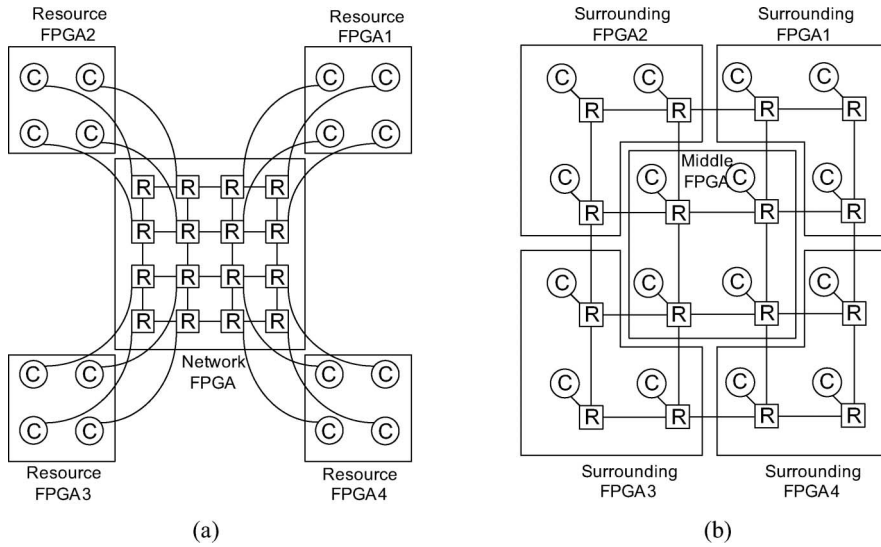 Resource
FPGA2
Resource
FPGA1
C C C C
C C C C
R R R R
R R R R
R R R R
R R R R
Network
FPGA
C C C C
C C C C
Resource
FPGA3
Resource
FPGA4
(a)
Surrounding
FPGA2
Surrounding
FPGA1
C C C C
R R R R
Middle
FPGA
C C C C
R R R R
C C C C
R R R R
C C C C
R R R R
Surrounding
FPGA3
Surrounding
FPGA4
(b)